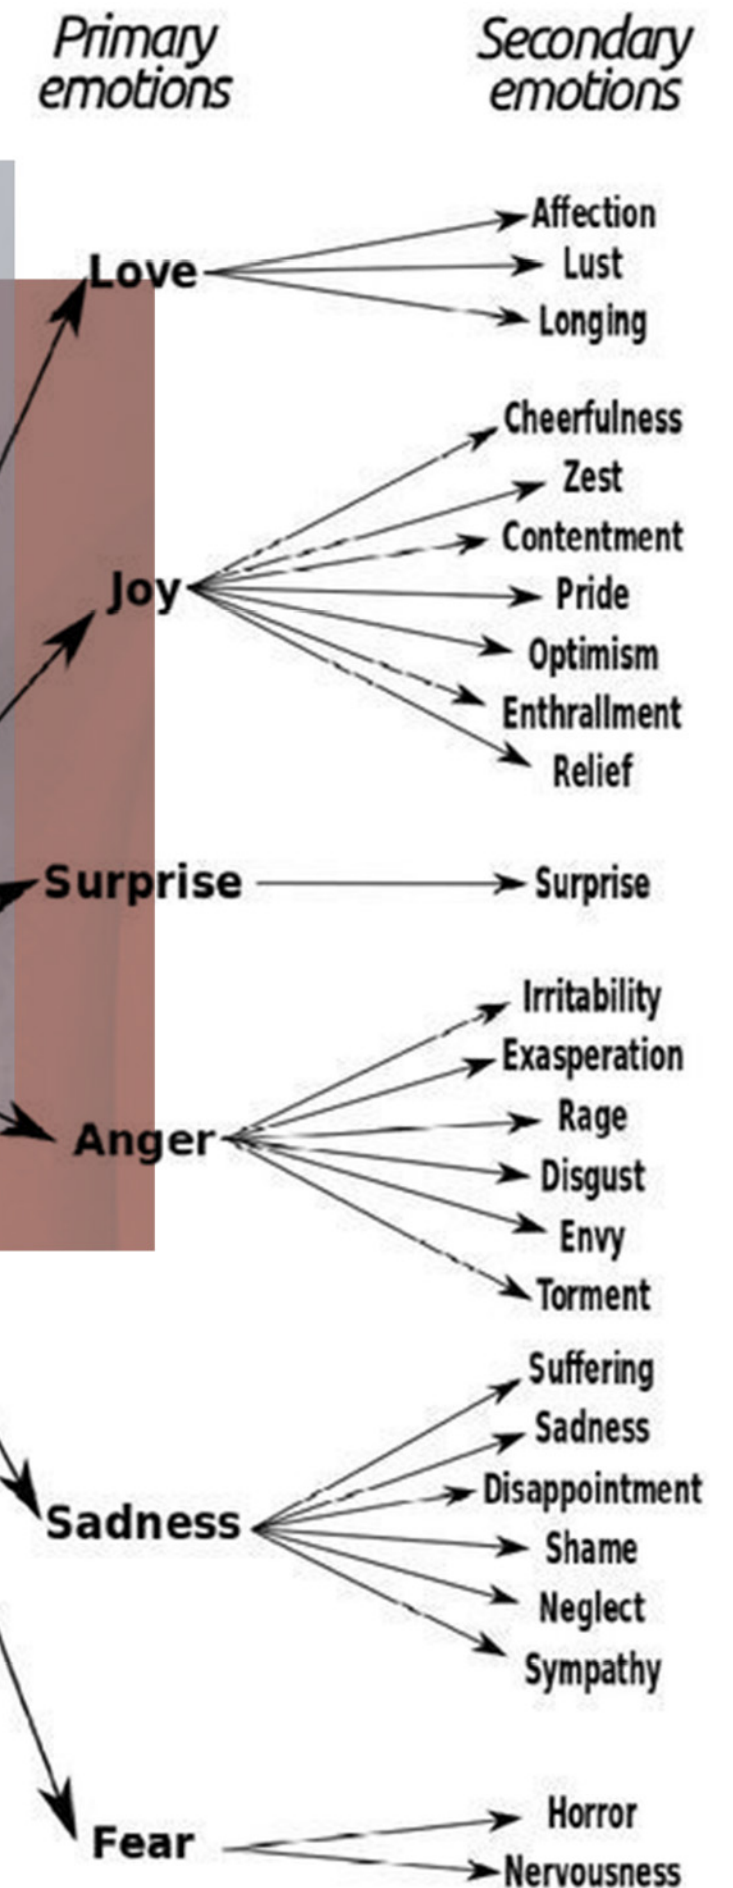 Primary
emotions
Secondary
emotions
Love
Affection
Lust
Longing
Joy
Cheerfulness
Zest
Contentment
Pride
Optimism
Enthrallment
Relief
Surprise
Surprise
Anger
Irritability
Exasperation
Rage
Disgust
Envy
Torment
Sadness
Suffering
Sadness
Disappointment
Shame
Neglect
Sympathy
Fear
Horror
Nervousness